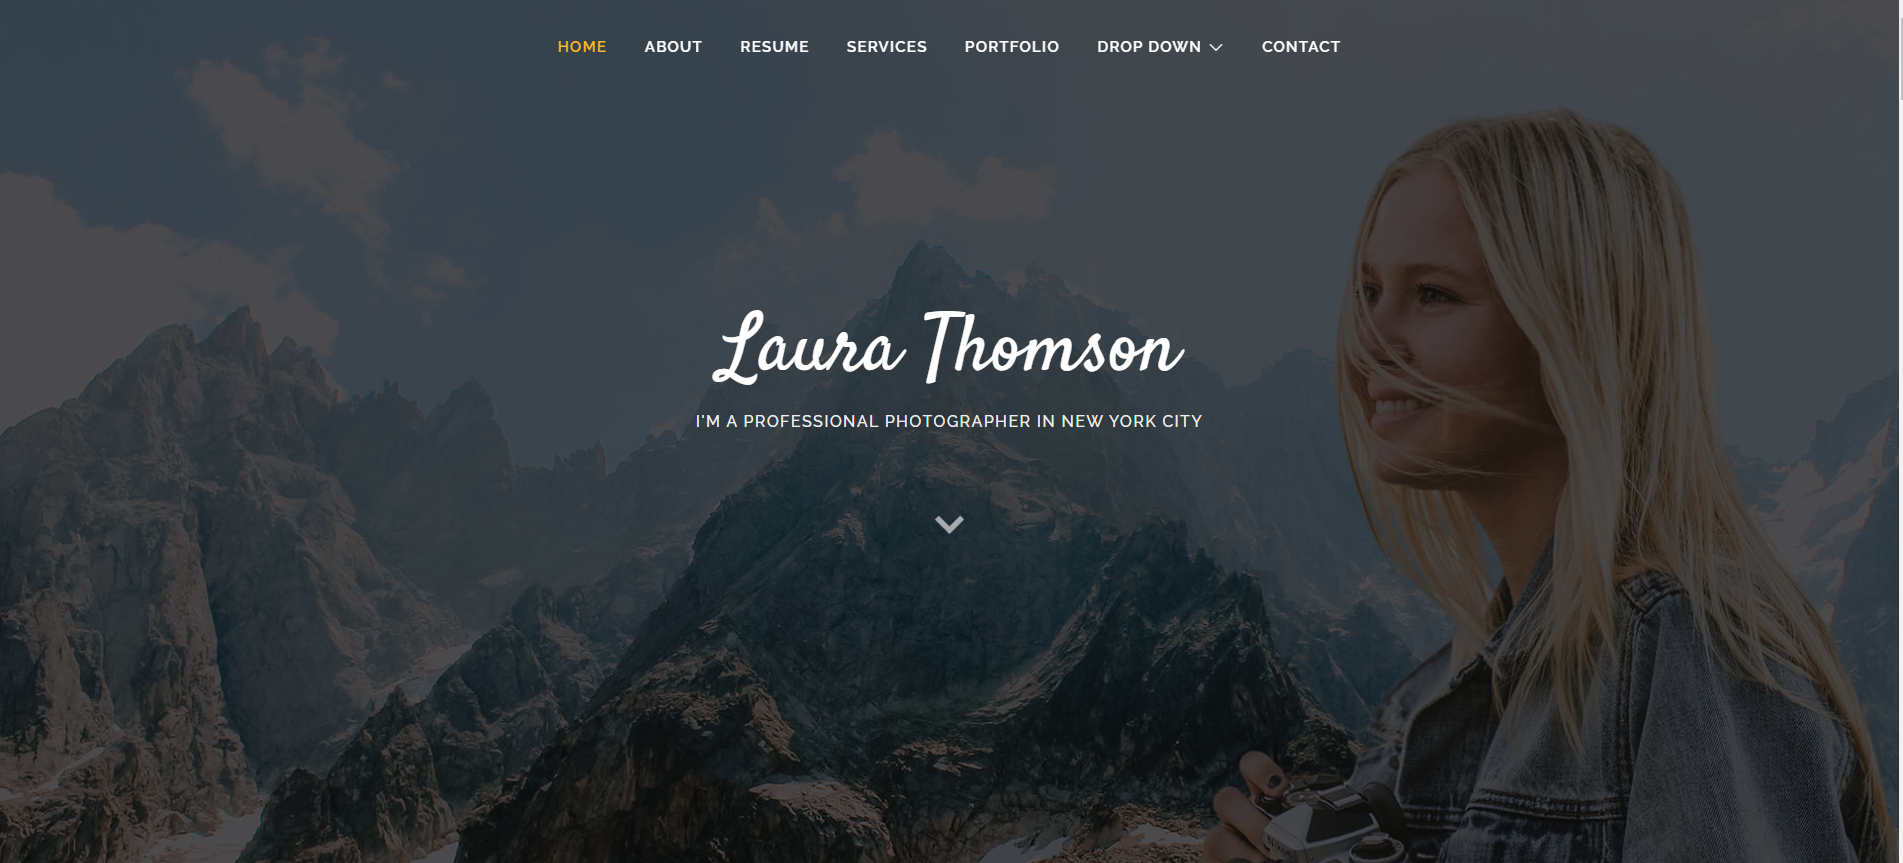 HOME ABOUT RESUME SERVICES PORTFOLIO DROP DOWN CONTACT
Laura Thomson
I'M A PROFESSIONAL PHOTOGRAPHER IN NEW YORK CITY